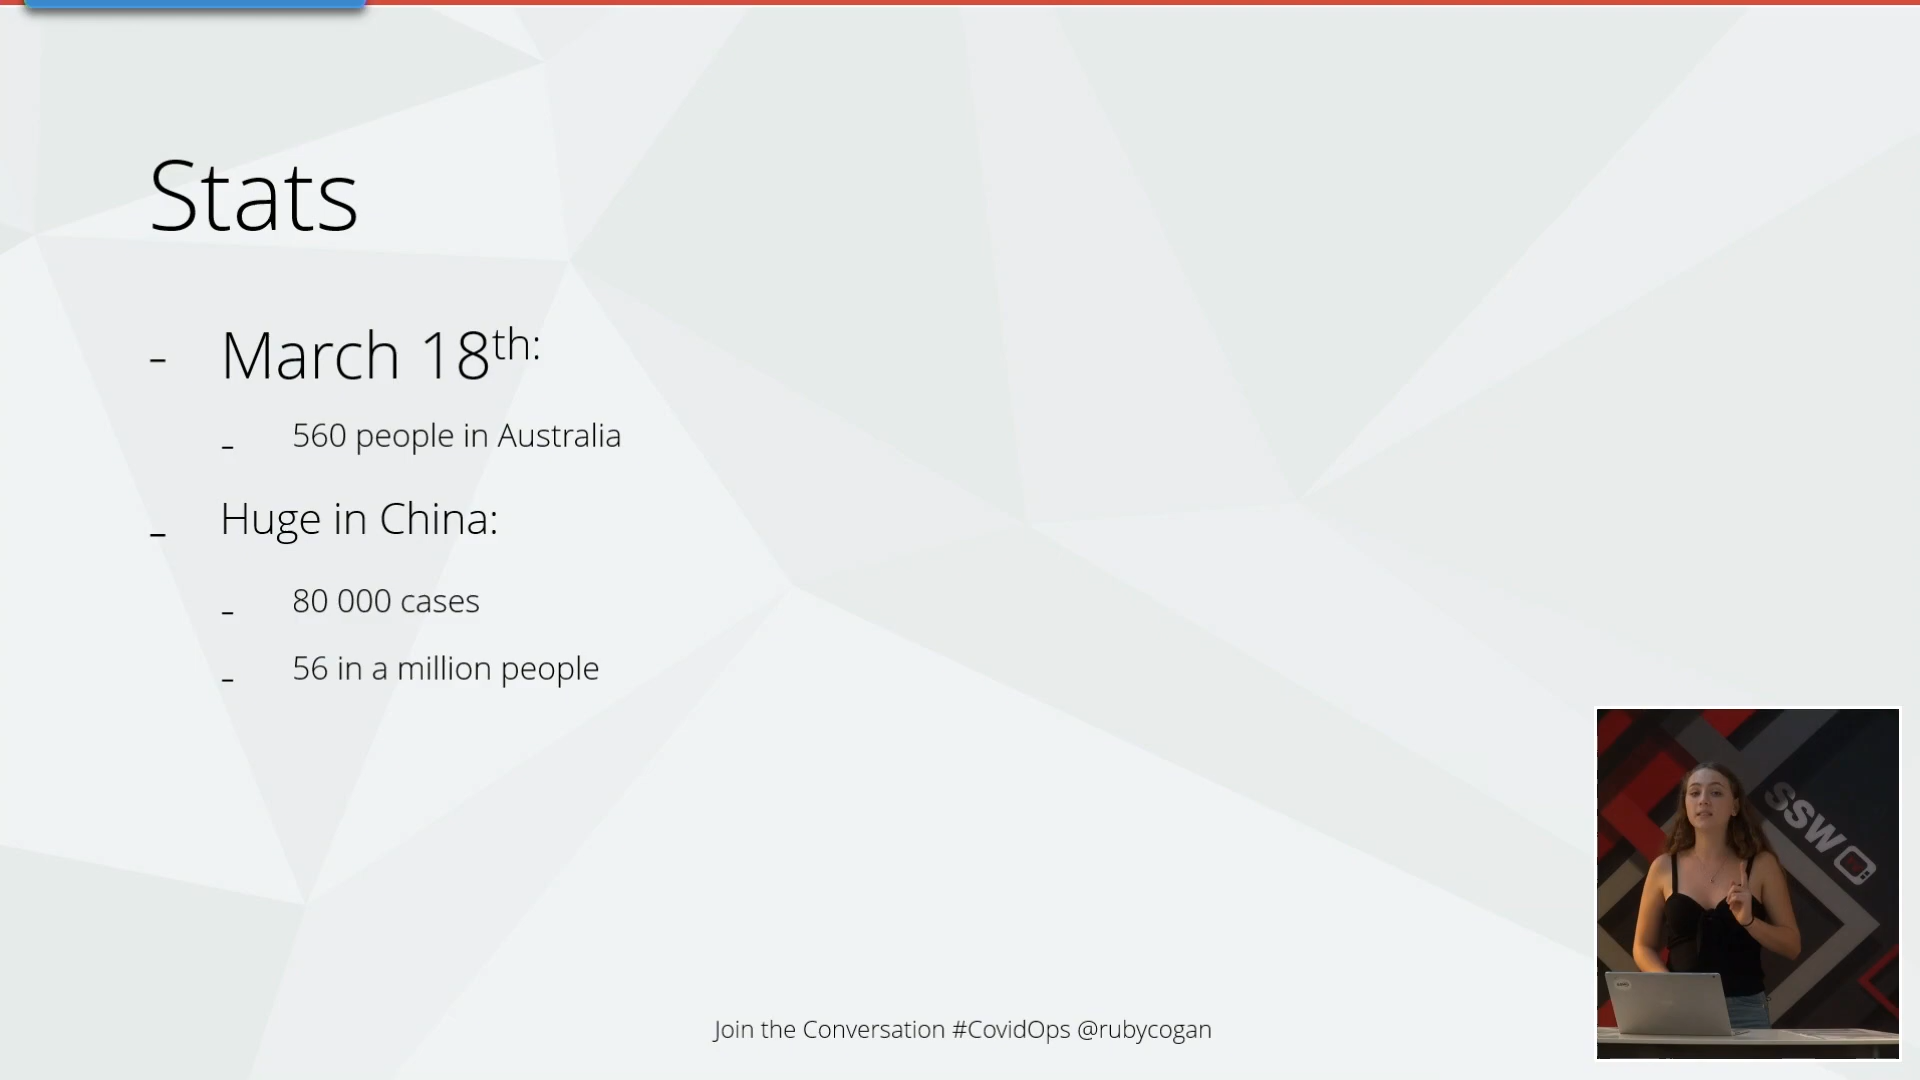 Stats
- March 18th:
- 560 people in Australia
- Huge in China:
- 80 000 cases
- 56 in a million people
SSW
Join the Conversation #CovidOps @rubycogan